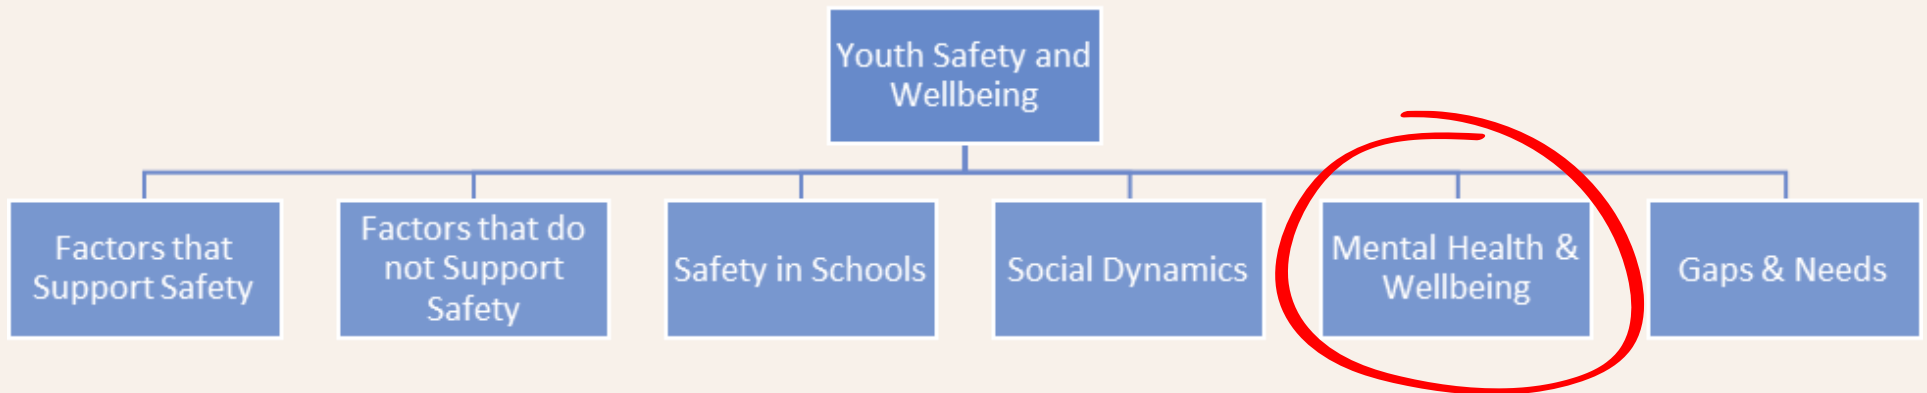 Youth Safety and
Wellbeing
Factors that
Support Safety
Factors that do
not Support
Safety
Safety in Schools
Social Dynamics
Mental Health &
Wellbeing
Gaps & Needs